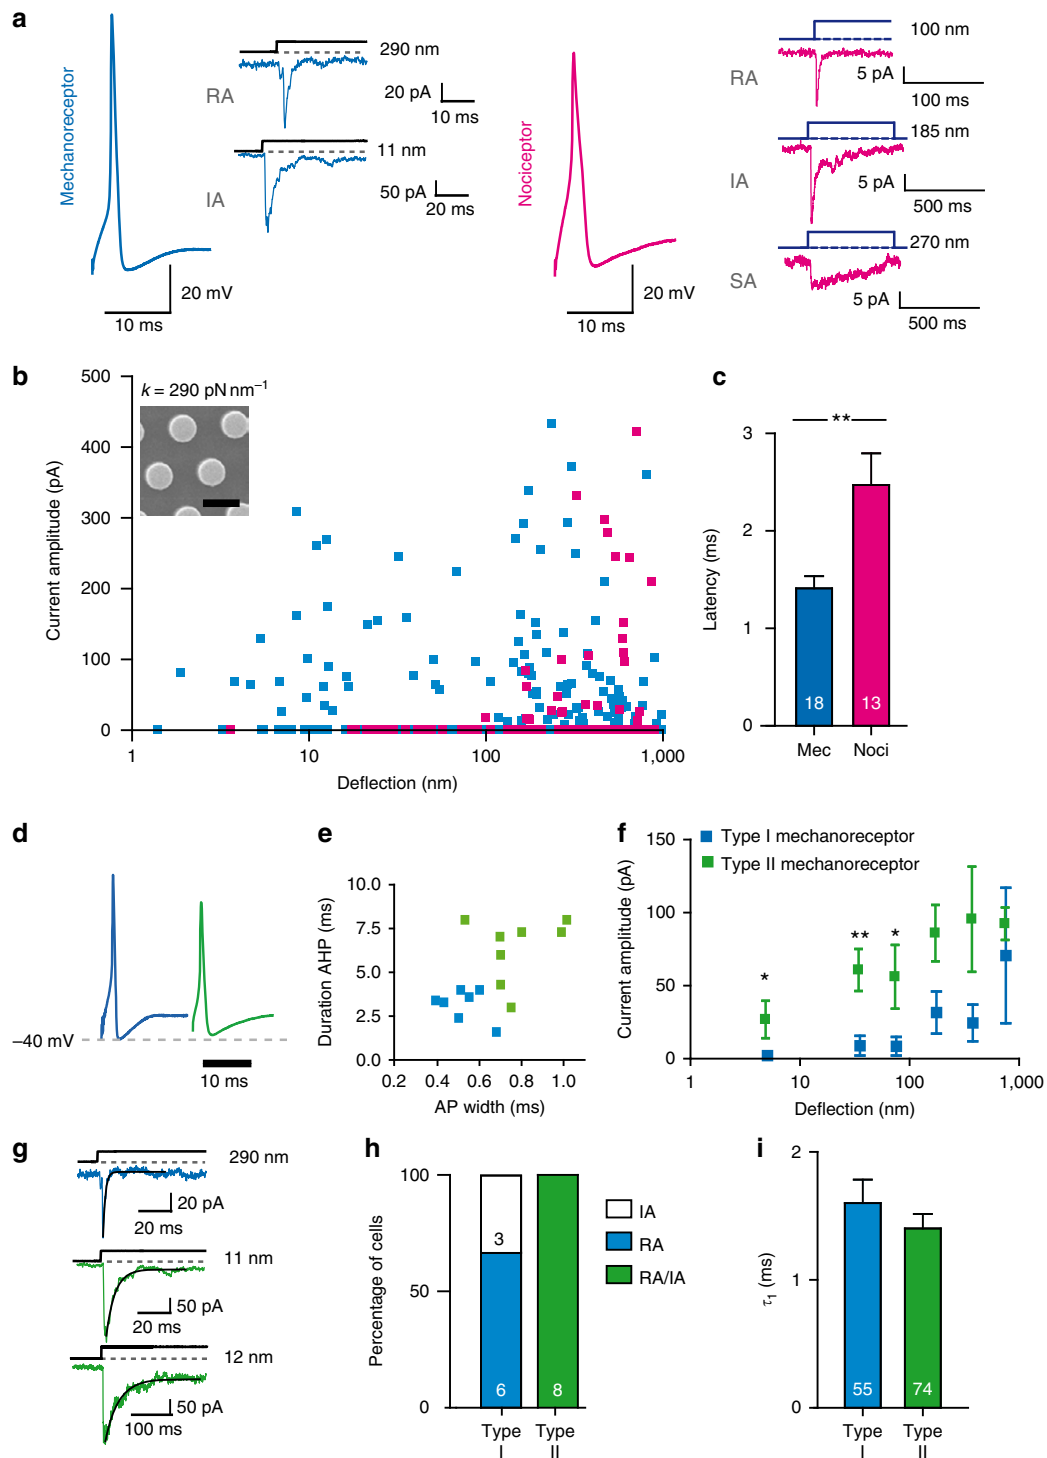 a
Mechanoreceptor
RA
290 nm
20 pA
10 ms
IA
11 nm
50 pA
20 ms
20 mV
10 ms
Nociceptor
20 mV
10 ms
RA
100 nm
5 pA
100 ms
IA
185 nm
5 pA
500 ms
SA
270 nm
5 pA
500 ms
b
k = 290 pN nm⁻¹
Current amplitude (pA)
500
400
300
200
100
0
1 10 100 1,000
Deflection (nm)
c
**
Latency (ms)
3
2
1
0
18 13
Mec Noci
d
–40 mV
10 ms
e
Duration AHP (ms)
10.0
7.5
5.0
2.5
0.0
0.2 0.4 0.6 0.8 1.0
AP width (ms)
f
Type I mechanoreceptor
Type II mechanoreceptor
Current amplitude (pA)
150
100
50
0
* ** *
1 10 100 1,000
Deflection (nm)
g
290 nm
20 pA
20 ms
11 nm
50 pA
20 ms
12 nm
50 pA
100 ms
h
Percentage of cells
100
50
0
3
6 8
Type I
Type II
IA
RA
RA/IA
i
τ₁ (ms)
2
1
0
55 74
Type I
Type II